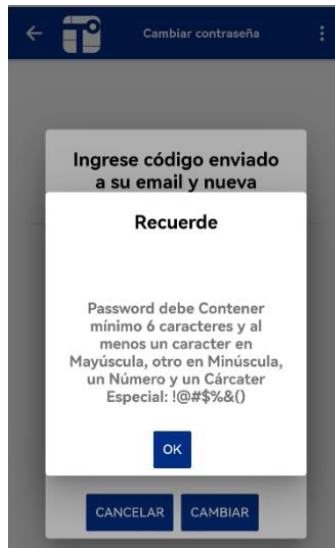 Cambiar contraseña
Ingrese código enviado
a su email y nueva
Recuerde
Password debe Contener
mínimo 6 caracteres y al
menos un caracter en
Mayúscula, otro en Minúscula,
un Número y un Cárcater
Especial: !@#$%&()
OK
CANCELAR CAMBIAR